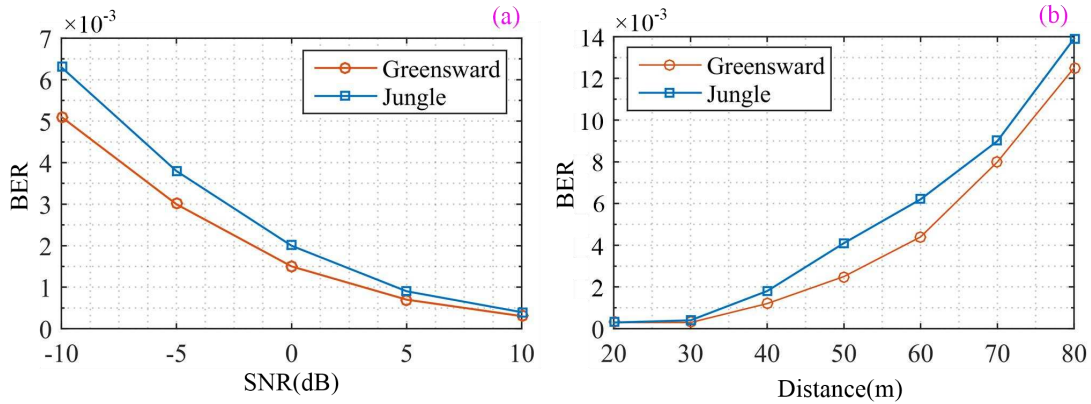 (a)
×10⁻³
7
6
5
4
3
2
1
0
BER
Greensward
Jungle
-10 -5 0 5 10
SNR(dB)
(b)
×10⁻³
14
12
10
8
6
4
2
0
BER
Greensward
Jungle
20 30 40 50 60 70 80
Distance(m)